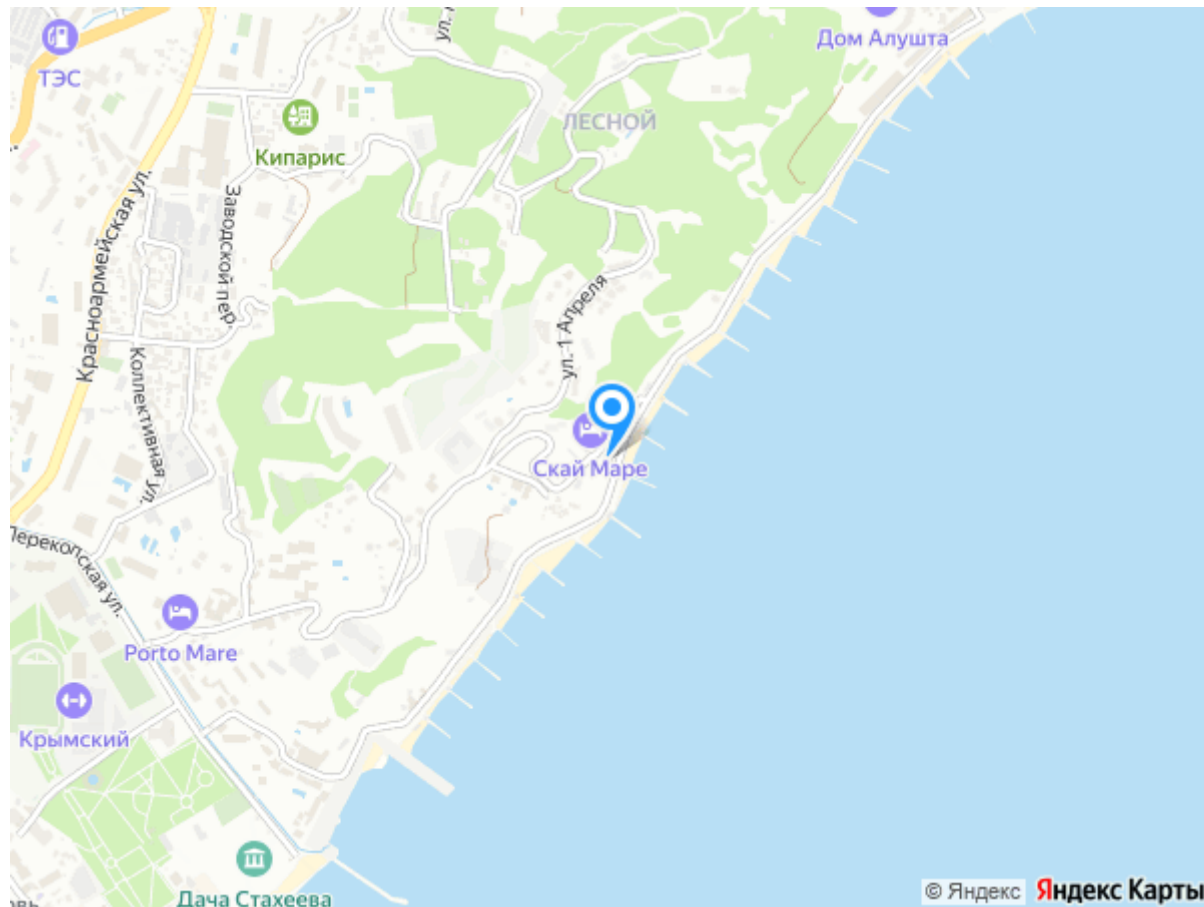 ул.
Дом Алушта
ТЭС
ЛЕСНОЙ
Кипарис
Красноармейская ул.
Заводской пер.
ул. 1 Апреля
Коллективная ул.
Скай Маре
Перекопская ул.
Porto Mare
Крымский
Дача Стахеева
© Яндекс Яндекс Карты